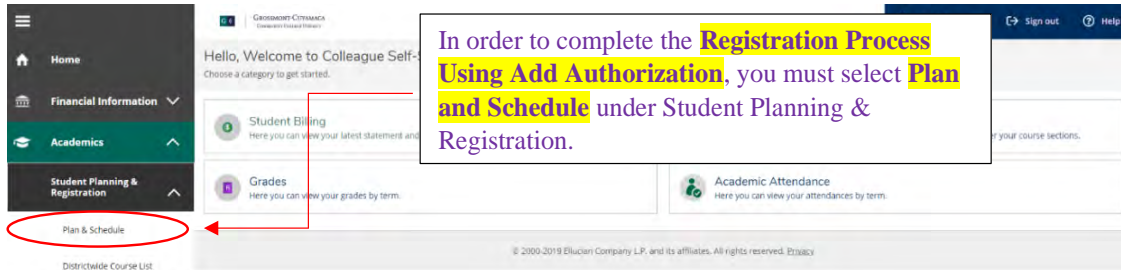 GROSSMONT-CUYAMACA
COMMUNITY COLLEGE DISTRICT
Sign out
Help
Home
Hello, Welcome to Colleague Self-
Choose a category to get started.
In order to complete the Registration Process
Using Add Authorization, you must select Plan
and Schedule under Student Planning &
Registration.
Financial Information
Student Billing
Here you can view your latest statement and
r your course sections.
Academics
Student Planning &
Registration
Grades
Here you can view your grades by term.
Academic Attendance
Here you can view your attendances by term.
Plan & Schedule
© 2000-2019 Ellucian Company L.P. and its affiliates. All rights reserved. Privacy
Districtwide Course List